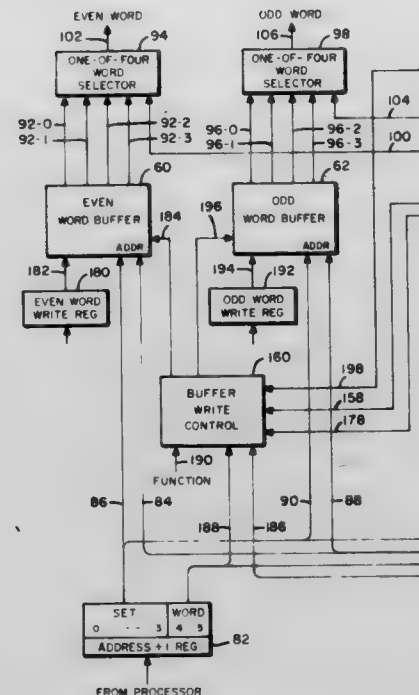 EVEN WORD
ODD WORD
102
94
106
98
ONE-OF-FOUR
WORD
SELECTOR
ONE-OF-FOUR
WORD
SELECTOR
104
92-0
92-2
96-0
96-2
100
92-1
92-3
96-1
96-3
60
62
EVEN
WORD BUFFER
ADDR
184
196
ODD
WORD BUFFER
ADDR
182
180
194
192
EVEN WORD
WRITE REG
ODD WORD
WRITE REG
160
BUFFER
WRITE
CONTROL
198
158
178
190
FUNCTION
86
84
188
186
90
88
SET
WORD
0 -- 3
4 5
ADDRESS + 1 REG
82
FROM PROCESSOR